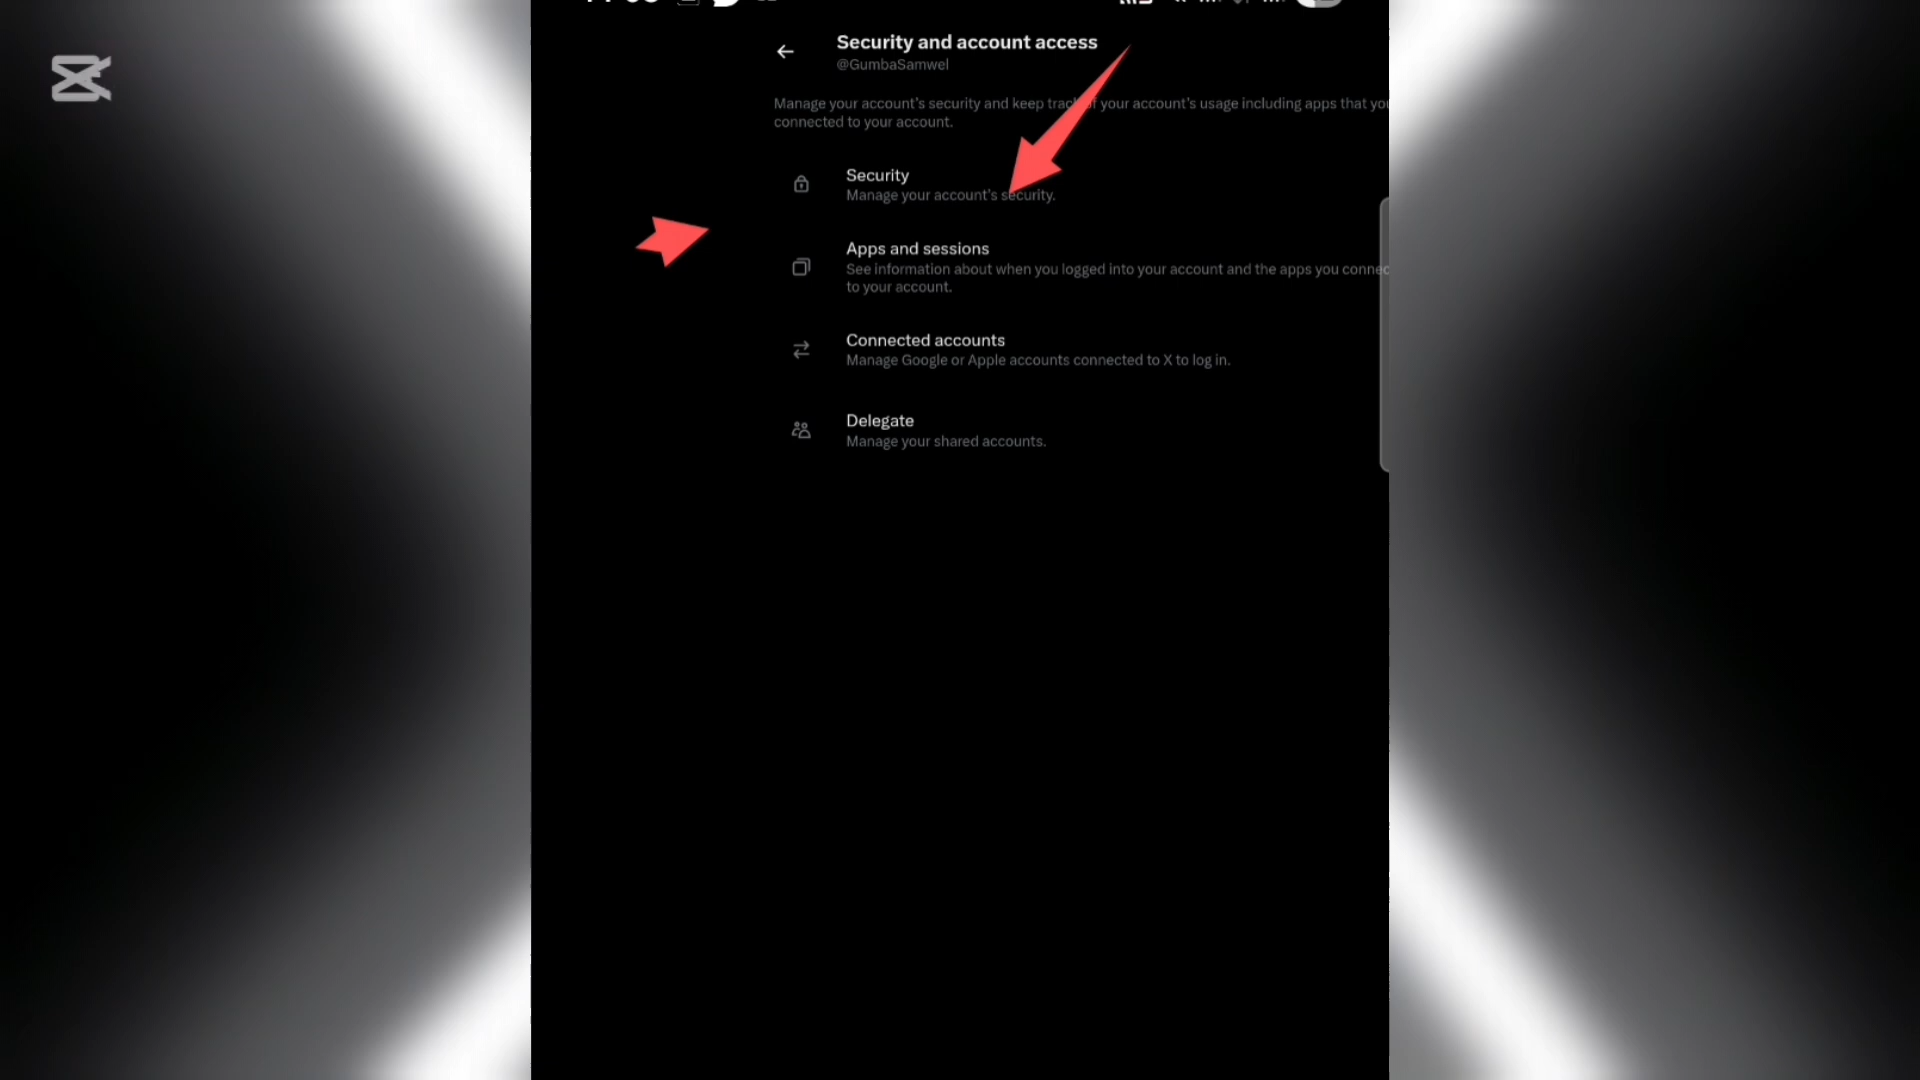 Security and account access
@GumbaSamwel
Manage your account's security and keep track of your account's usage including apps that you
connected to your account.
Security
Manage your account's security.
Apps and sessions
See information about when you logged into your account and the apps you connec
to your account.
Connected accounts
Manage Google or Apple accounts connected to X to log in.
Delegate
Manage your shared accounts.